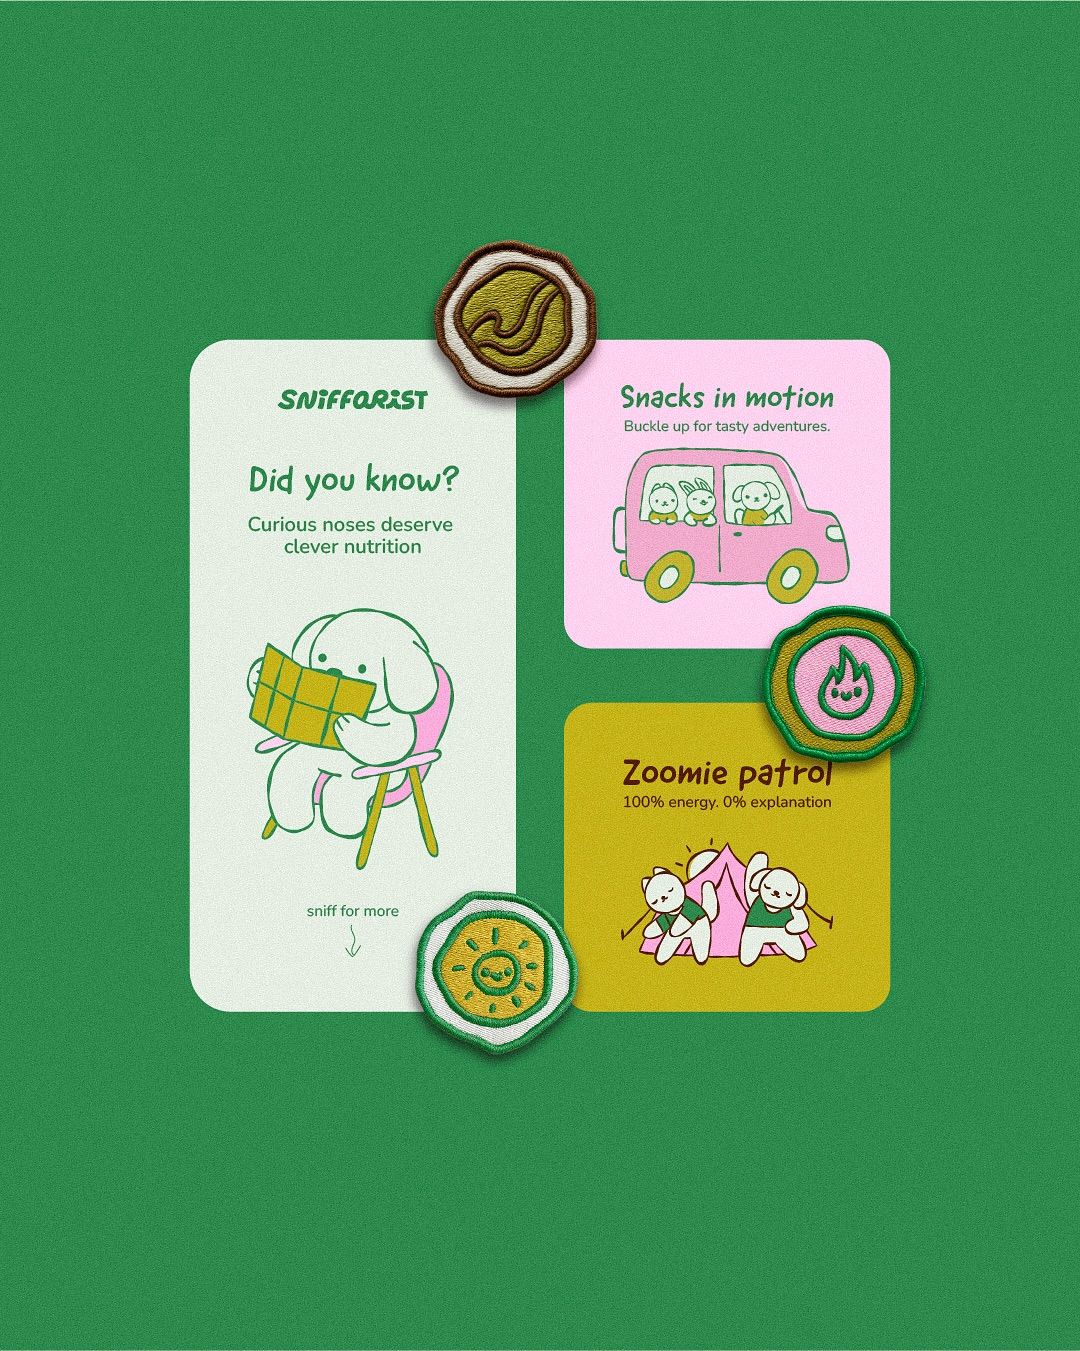 SNiFFARiST
Did you know?
Curious noses deserve
clever nutrition
sniff for more
Snacks in motion
Buckle up for tasty adventures.
Zoomie patrol
100% energy. 0% explanation